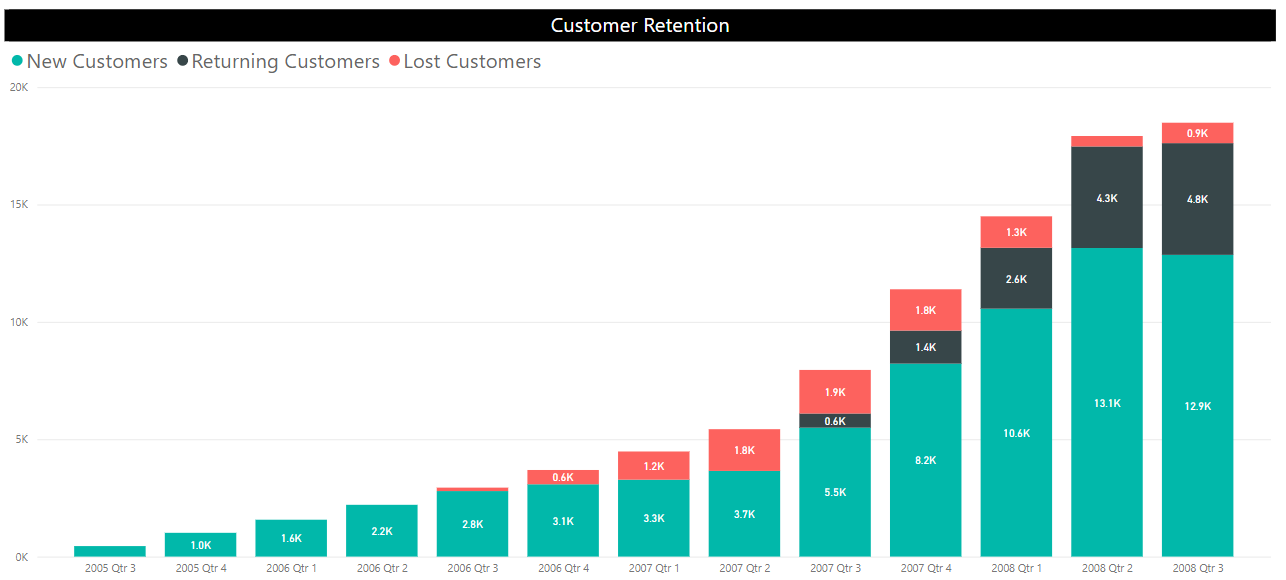 Customer Retention
New Customers Returning Customers Lost Customers
20K
15K
10K
5K
0K
1.0K
1.6K
2.2K
2.8K
0.6K
3.1K
1.2K
3.3K
1.8K
3.7K
1.9K
0.6K
5.5K
1.8K
1.4K
8.2K
1.3K
2.6K
10.6K
4.3K
13.1K
0.9K
4.8K
12.9K
2005 Qtr 3 2005 Qtr 4 2006 Qtr 1 2006 Qtr 2 2006 Qtr 3 2006 Qtr 4 2007 Qtr 1 2007 Qtr 2 2007 Qtr 3 2007 Qtr 4 2008 Qtr 1 2008 Qtr 2 2008 Qtr 3